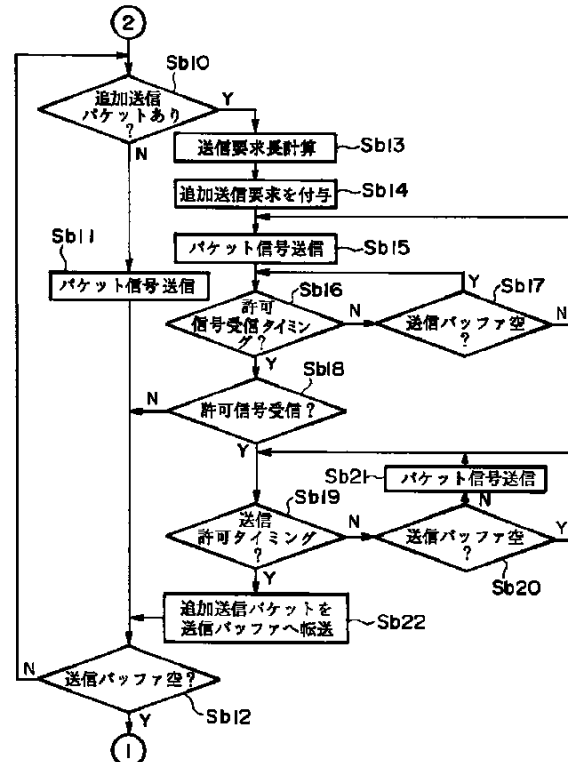 2
Sb10
追加送信
パケットあり
?
Y
N
送信要求長計算
Sb13
追加送信要求を付与
Sb14
Sb11
パケット信号送信
パケット信号送信
Sb15
Sb16
許可
信号受信タイミン
グ?
N
Y
Y
Sb17
送信バッファ空
?
N
Sb18
許可信号受信?
N
Y
Sb21
パケット信号送信
Sb19
送信
許可タイミング
?
N
Y
N
送信バッファ空
?
Y
Sb20
追加送信パケットを
送信バッファへ転送
Sb22
N
送信バッファ空?
Sb12
Y
1